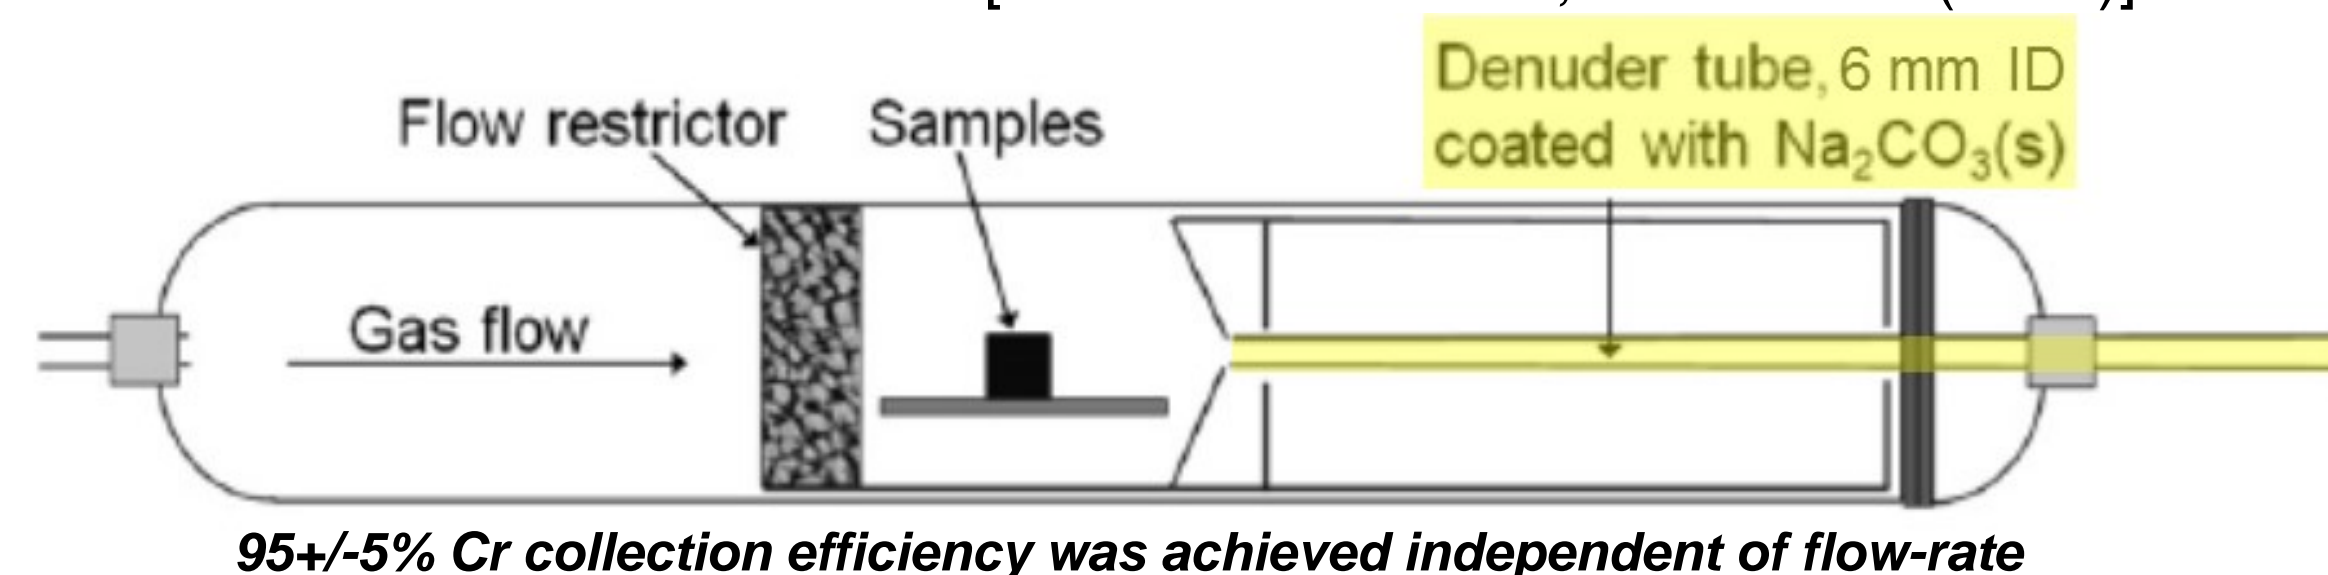 Flow restrictor
Samples
Denuder tube, 6 mm ID
coated with Na₂CO₃(s)
Gas flow
95+/-5% Cr collection efficiency was achieved independent of flow-rate